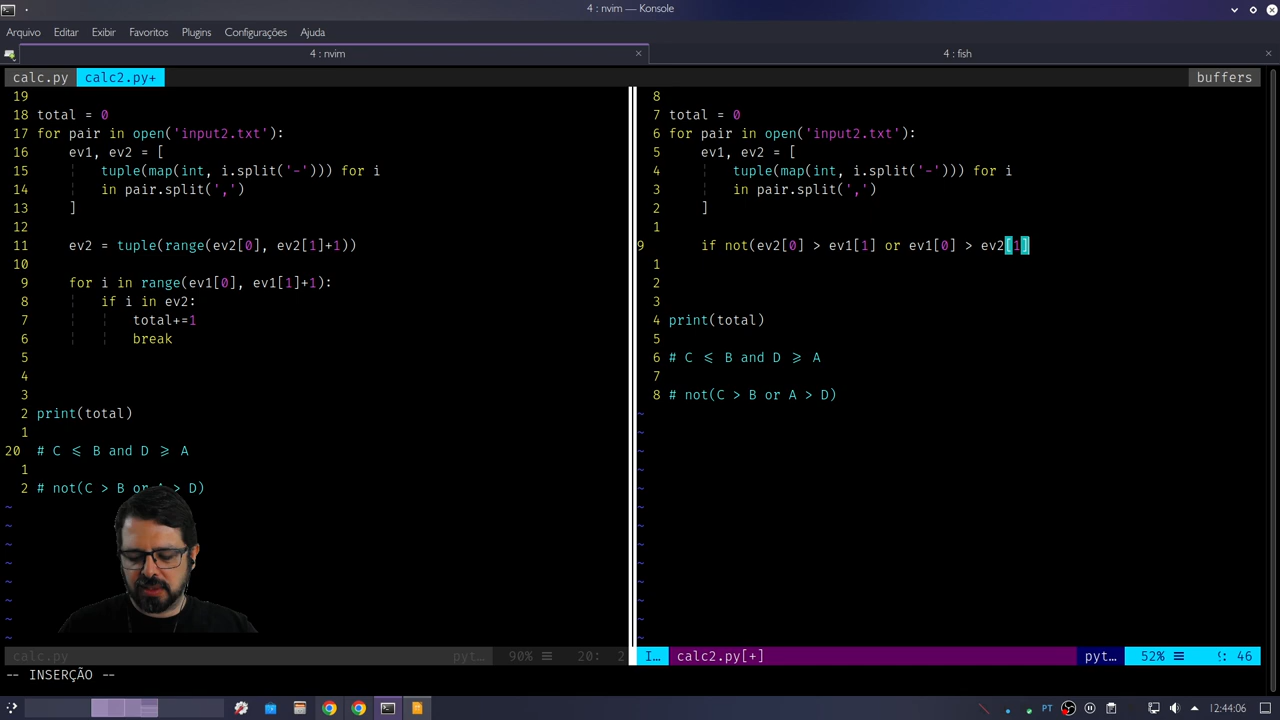 4 : nvim — Konsole
Arquivo Editar Exibir Favoritos Plugins Configurações Ajuda
4 : nvim
4 : fish
calc.py calc2.py+ buffers
19
18 total = 0
17 for pair in open('input2.txt'):
16 ev1, ev2 = [
15 tuple(map(int, i.split('-'))) for i
14 in pair.split(',')
13 ]
12
11 ev2 = tuple(range(ev2[0], ev2[1]+1))
10
9 for i in range(ev1[0], ev1[1]+1):
8 if i in ev2:
7 total+=1
6 break
5
4
3
2 print(total)
1
20 # C ⩽ B and D ⩾ A
1
2 # not(C > B or A > D)
~
~
~
~
~
~
~
~
calc.py pyt… 90% ☰ 20: 2
8
7 total = 0
6 for pair in open('input2.txt'):
5 ev1, ev2 = [
4 tuple(map(int, i.split('-'))) for i
3 in pair.split(',')
2 ]
1
9 if not(ev2[0] > ev1[1] or ev1[0] > ev2[1]
1
2
3
4 print(total)
5
6 # C ⩽ B and D ⩾ A
7
8 # not(C > B or A > D)
~
~
~
~
~
~
~
~
~
~
~
~
~
I… calc2.py[+] pyt… 52% ☰ 9: 46
-- INSERÇÃO --
PT 12:44:06